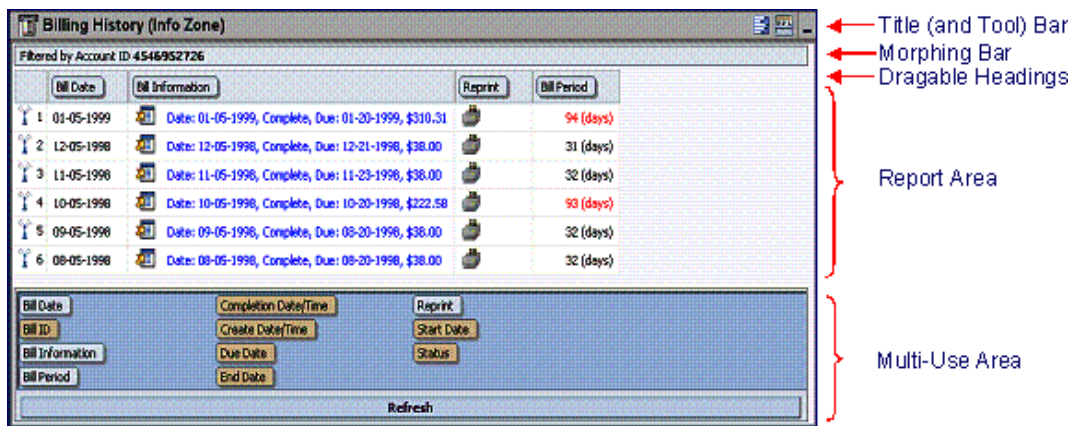 Billing History (Info Zone)
Title (and Tool) Bar
Filtered by Account ID 4546952726
Morphing Bar
Bill Date Bill Information Reprint Bill Period
Dragable Headings
1 01-05-1999 Date: 01-05-1999, Complete, Due: 01-20-1999, $310.31 94 (days)
2 12-05-1998 Date: 12-05-1998, Complete, Due: 12-21-1998, $38.00 31 (days)
3 11-05-1998 Date: 11-05-1998, Complete, Due: 11-23-1998, $38.00 32 (days)
Report Area
4 10-05-1998 Date: 10-05-1998, Complete, Due: 10-20-1998, $222.58 93 (days)
5 09-05-1998 Date: 09-05-1998, Complete, Due: 08-20-1998, $38.00 32 (days)
6 08-05-1998 Date: 08-05-1998, Complete, Due: 08-20-1998, $38.00 32 (days)
Bill Date Completion Date/Time Reprint
Bill ID Create Date/Time Start Date
Bill Information Due Date Status
Multi-Use Area
Bill Period End Date
Refresh